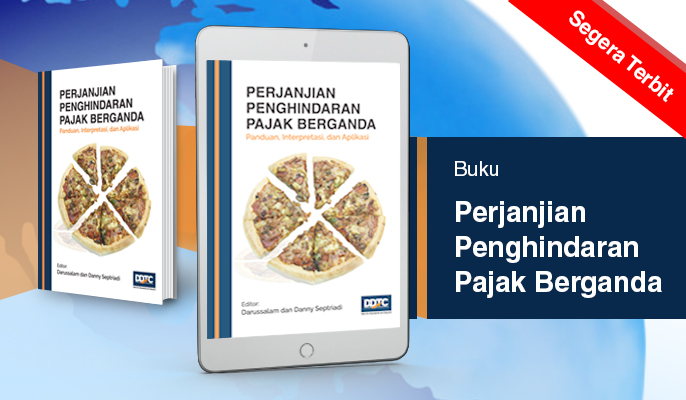 PERJANJIAN
PENGHINDARAN
PAJAK BERGANDA
Panduan, Interpretasi, dan Aplikasi
Editor:
Darussalam dan Danny Septriadi
DDTC
PERJANJIAN
PENGHINDARAN
PAJAK BERGANDA
Panduan, Interpretasi, dan Aplikasi
Editor:
Darussalam dan Danny Septriadi
DDTC
Segera Terbit
Buku
Perjanjian
Penghindaran
Pajak Berganda